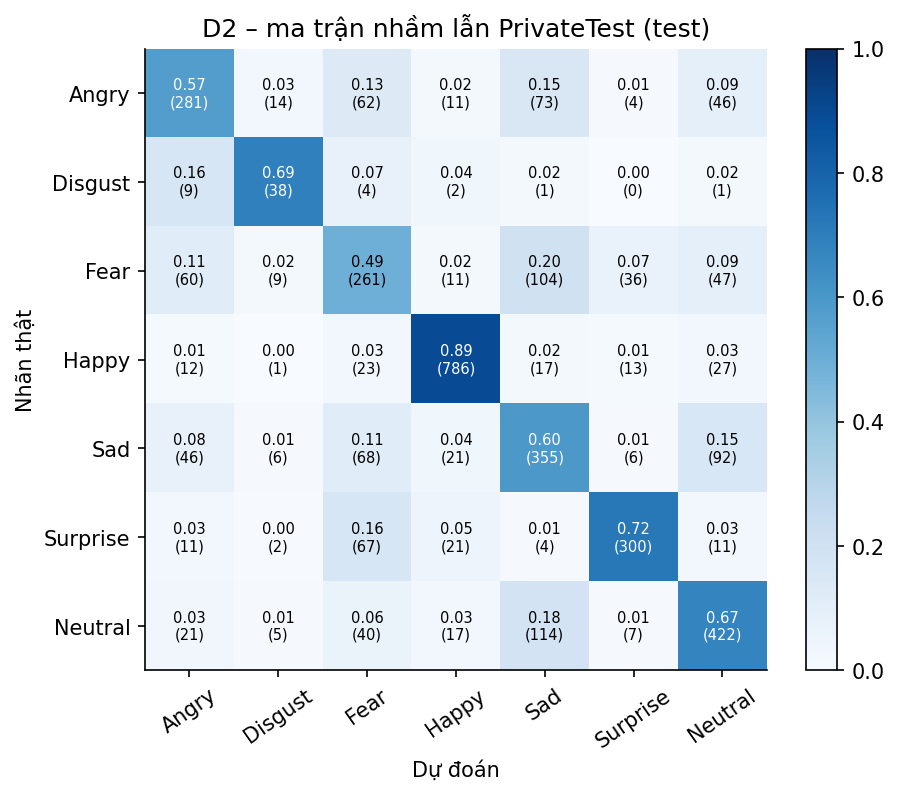 D2 – ma trận nhầm lẫn PrivateTest (test)
Nhãn thật
Angry
0.57 0.03 0.13 0.02 0.15 0.01 0.09
(281) (14) (62) (11) (73) (4) (46)
Disgust
0.16 0.69 0.07 0.04 0.02 0.00 0.02
(9) (38) (4) (2) (1) (0) (1)
Fear
0.11 0.02 0.49 0.02 0.20 0.07 0.09
(60) (9) (261) (11) (104) (36) (47)
Happy
0.01 0.00 0.03 0.89 0.02 0.01 0.03
(12) (1) (23) (786) (17) (13) (27)
Sad
0.08 0.01 0.11 0.04 0.60 0.01 0.15
(46) (6) (68) (21) (355) (6) (92)
Surprise
0.03 0.00 0.16 0.05 0.01 0.72 0.03
(11) (2) (67) (21) (4) (300) (11)
Neutral
0.03 0.01 0.06 0.03 0.18 0.01 0.67
(21) (5) (40) (17) (114) (7) (422)
Angry Disgust Fear Happy Sad Surprise Neutral
Dự đoán
1.0
0.8
0.6
0.4
0.2
0.0